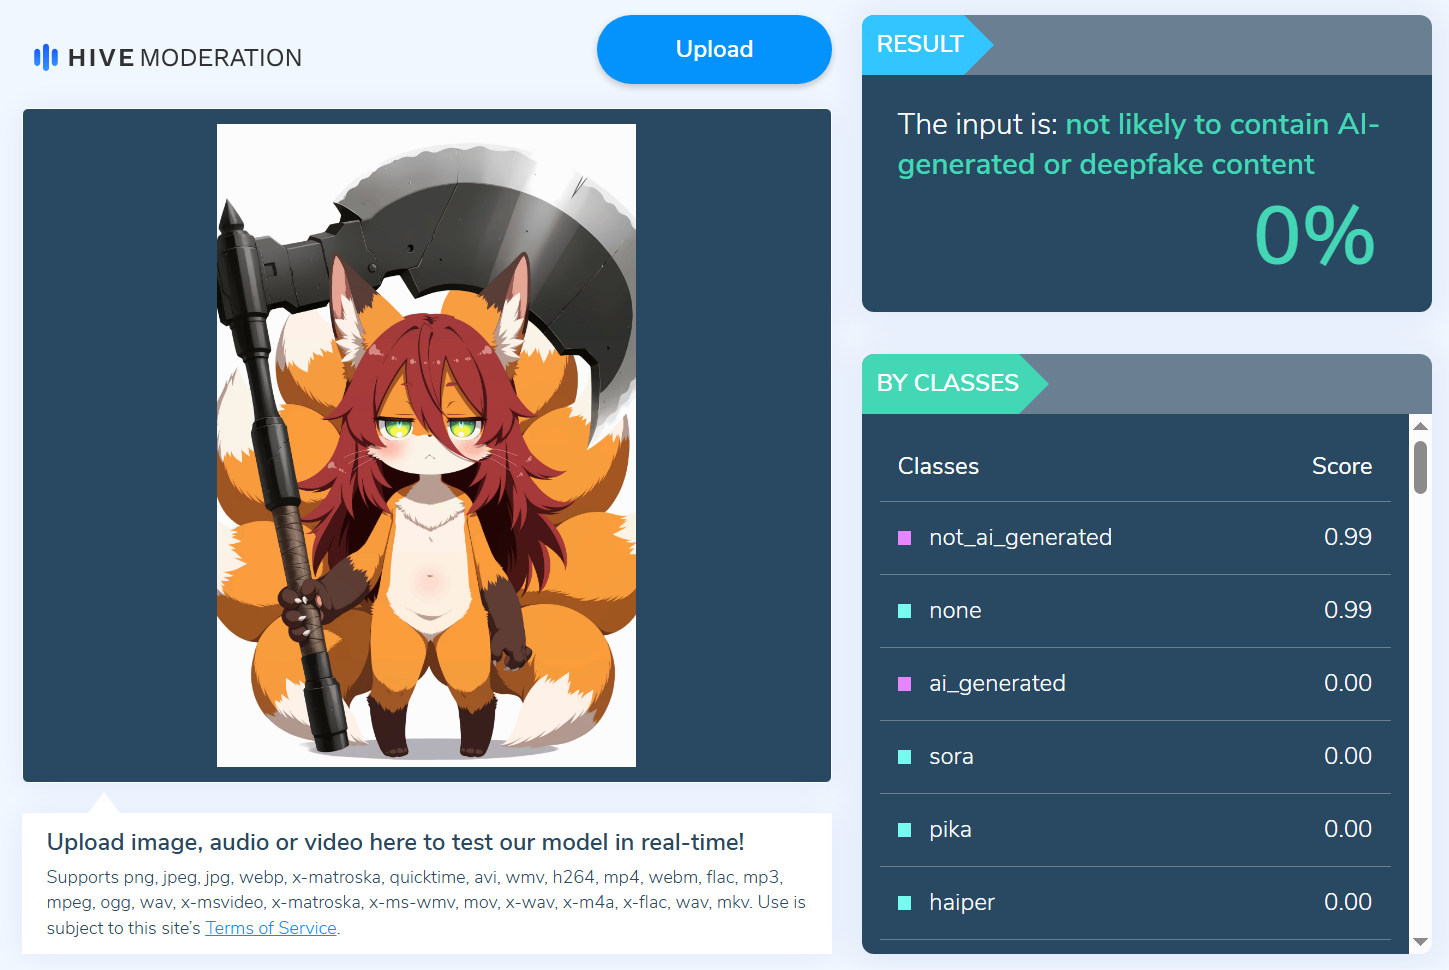 HIVE MODERATION
Upload
Upload image, audio or video here to test our model in real-time!
Supports png, jpeg, jpg, webp, x-matroska, quicktime, avi, wmv, h264, mp4, webm, flac, mp3,
mpeg, ogg, wav, x-msvideo, x-matroska, x-ms-wmv, mov, x-wav, x-m4a, x-flac, wav, mkv. Use is
subject to this site’s Terms of Service.
RESULT
The input is: not likely to contain AI-
generated or deepfake content
0%
BY CLASSES
Classes Score
not_ai_generated 0.99
none 0.99
ai_generated 0.00
sora 0.00
pika 0.00
haiper 0.00